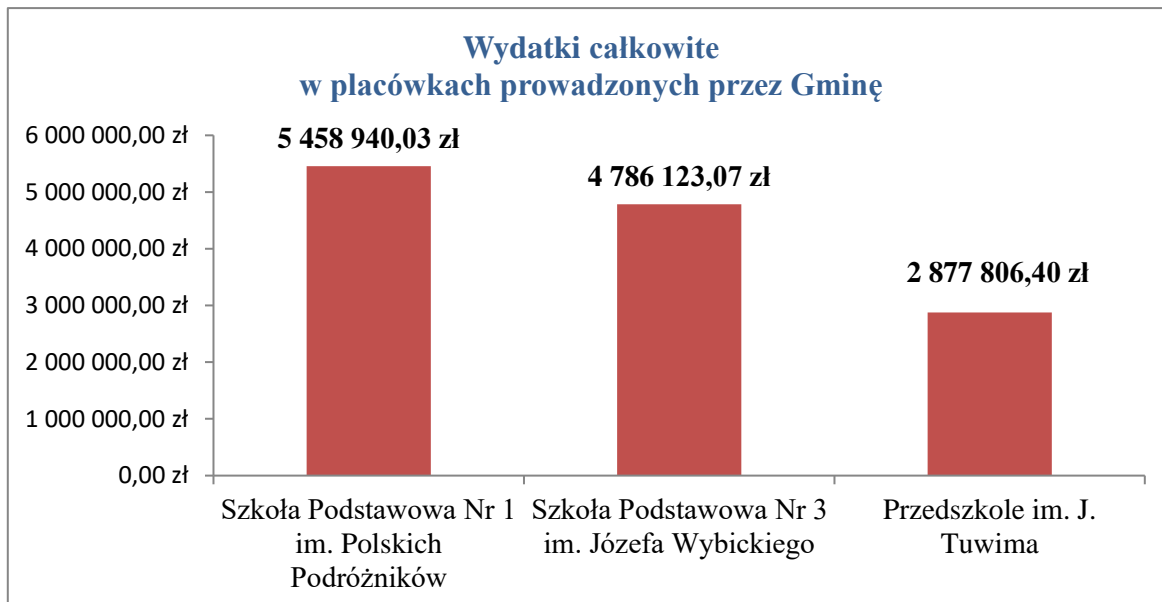 Wydatki całkowite
w placówkach prowadzonych przez Gminę
6 000 000,00 zł
5 000 000,00 zł
4 000 000,00 zł
3 000 000,00 zł
2 000 000,00 zł
1 000 000,00 zł
0,00 zł
5 458 940,03 zł
4 786 123,07 zł
2 877 806,40 zł
Szkoła Podstawowa Nr 1
im. Polskich
Podróżników
Szkoła Podstawowa Nr 3
im. Józefa Wybickiego
Przedszkole im. J.
Tuwima